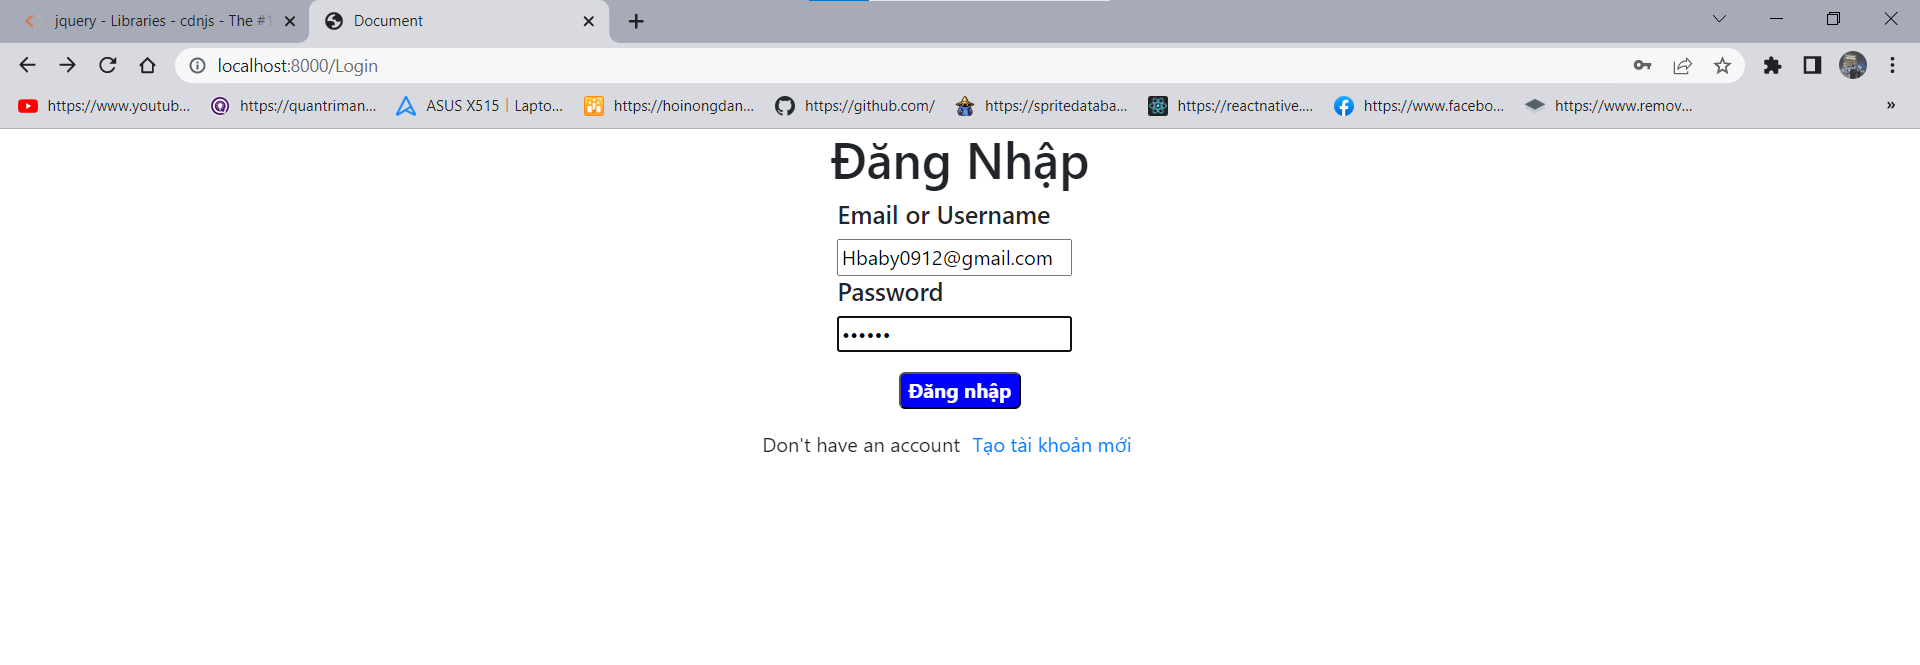 jquery - Libraries - cdnjs - The #1
Document
localhost:8000/Login
https://www.youtub...
https://quantriman...
ASUS X515 | Lapto...
https://hoinongdan...
https://github.com/
https://spritedataba...
https://reactnative....
https://www.facebo...
https://www.remov...
»
Đăng Nhập
Email or Username
Hbaby0912@gmail.com
Password
••••••
Đăng nhập
Don't have an account Tạo tài khoản mới